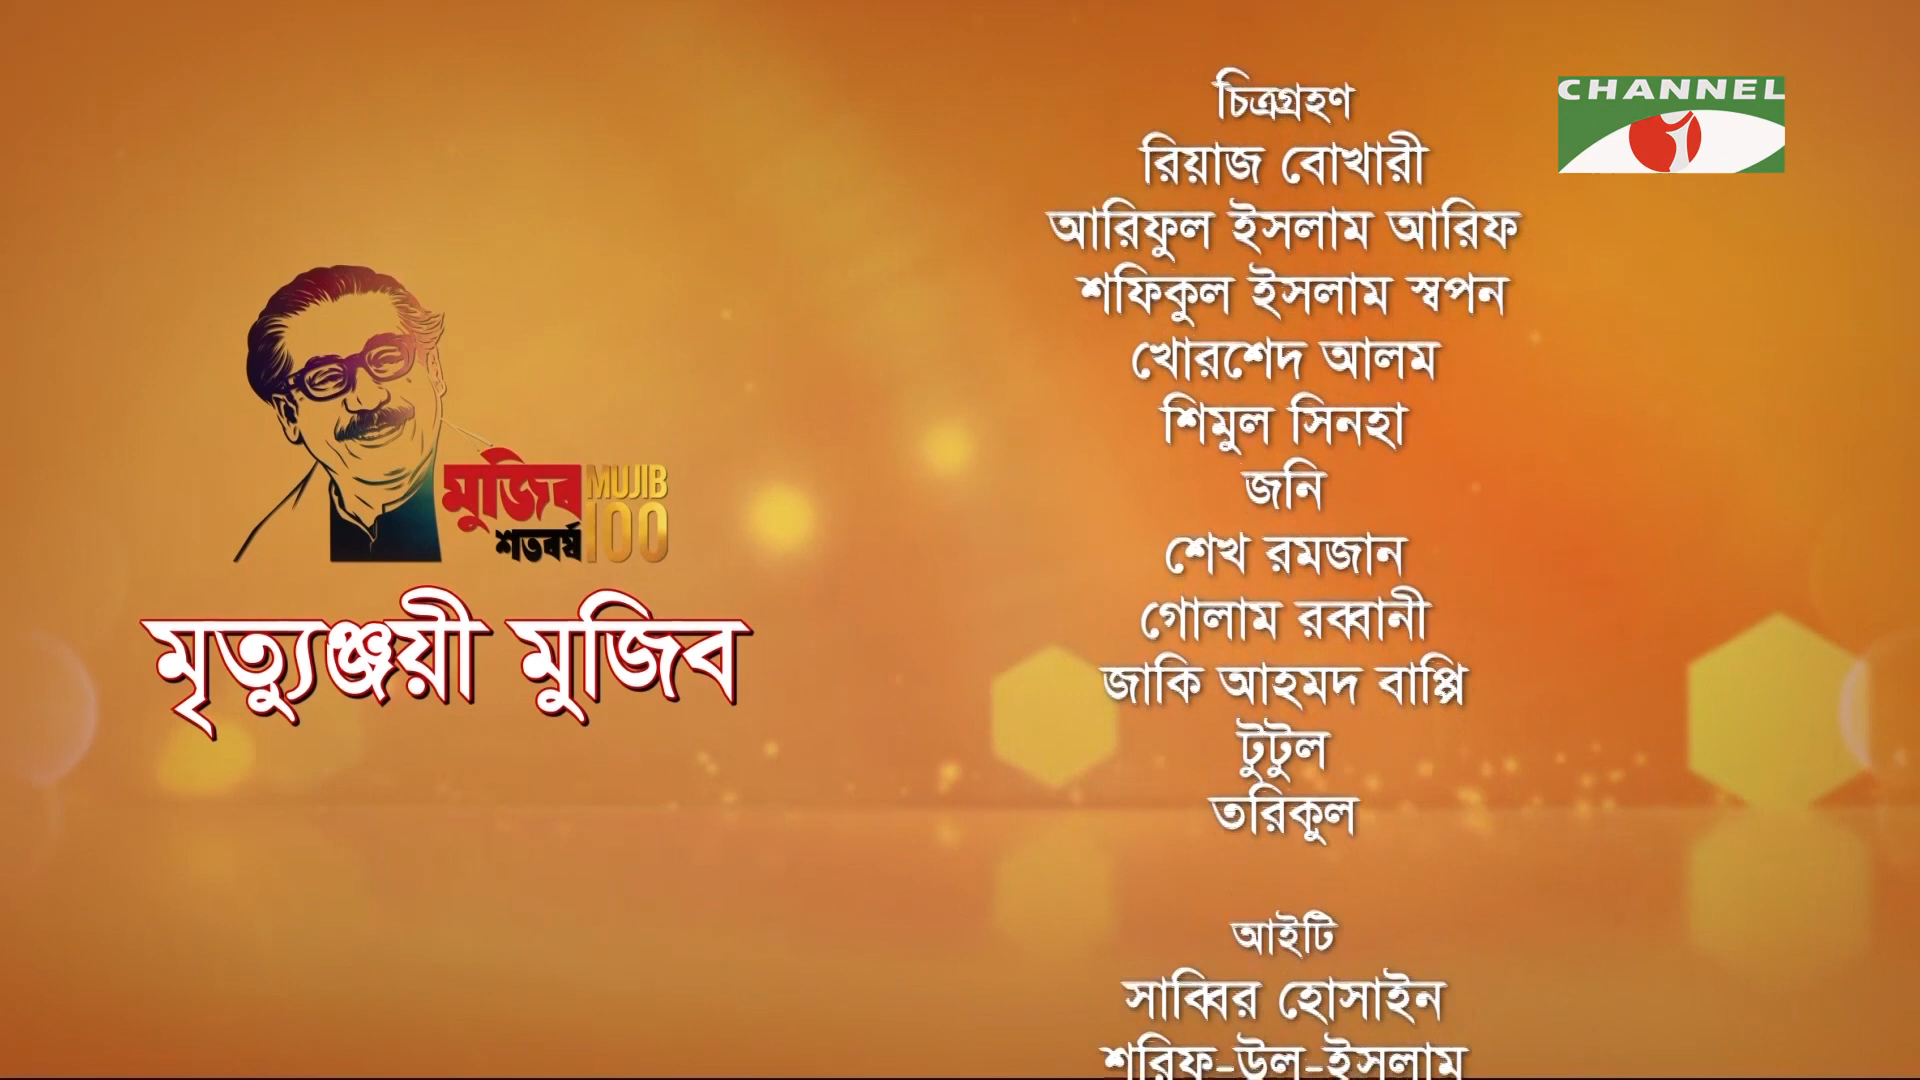 চিত্রগ্রহণ
রিয়াজ বোখারী
আরিফুল ইসলাম আরিফ
শফিকুল ইসলাম স্বপন
খোরশেদ আলম
শিমুল সিনহা
জনি
শেখ রমজান
গোলাম রব্বানী
জাকি আহমদ বাপ্পি
টুটুল
তরিকুল
আইটি
সাব্বির হোসাইন
শরিফ-উল-ইসলাম
CHANNEL
মুজিব MUJIB
শতবর্ষ 100
মৃত্যুঞ্জয়ী মুজিব